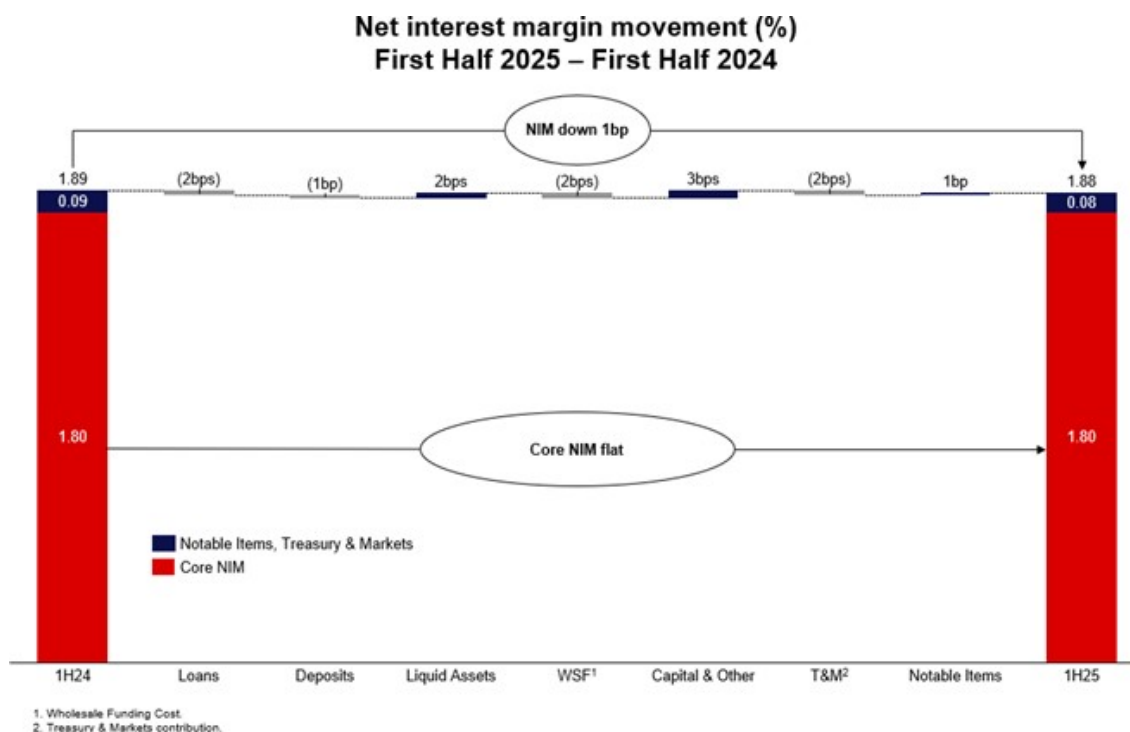 Net interest margin movement (%)
First Half 2025 – First Half 2024
NIM down 1bp
1.89 (2bps) (1bp) 2bps (2bps) 3bps (2bps) 1bp 1.88
0.09 0.08
1.80 Core NIM flat 1.80
Notable Items, Treasury & Markets
Core NIM
1H24 Loans Deposits Liquid Assets WSF¹ Capital & Other T&M² Notable Items 1H25
1. Wholesale Funding Cost.
2. Treasury & Markets contribution.